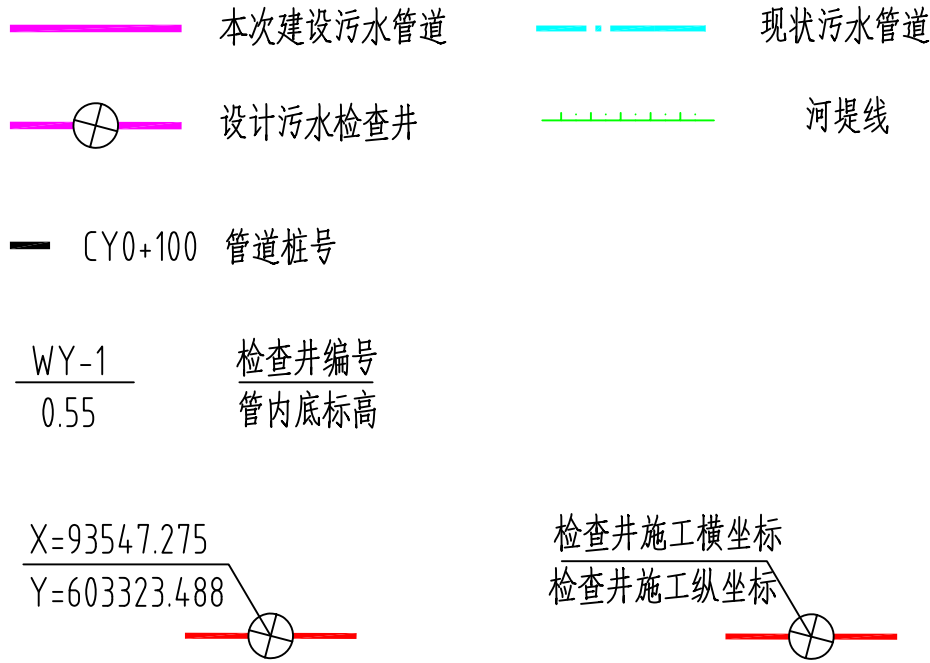 本次建设污水管道
现状污水管道
设计污水检查井
河堤线
CY0+100 管道桩号
WY-1
0.55
检查井编号
管内底标高
X=93547.275
Y=603323.488
检查井施工横坐标
检查井施工纵坐标